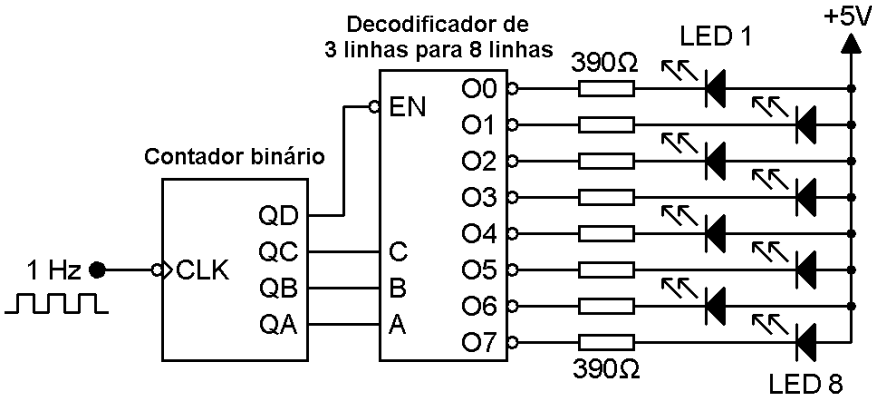 Decodificador de
3 linhas para 8 linhas
+5V
LED 1
390Ω
O0
EN
O1
Contador binário
O2
O3
QD
O4
QC
C
1 Hz
CLK
O5
QB
B
O6
QA
A
O7
390Ω
LED 8